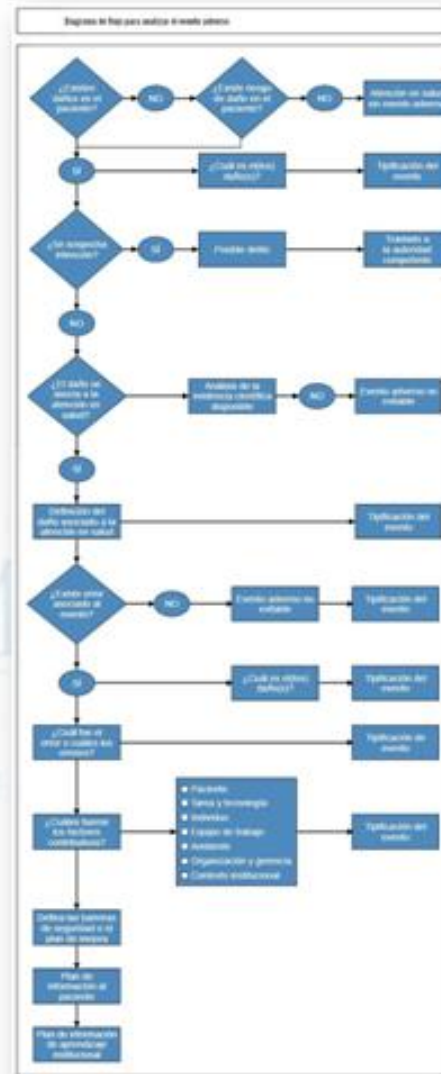 Diagrama de flujo para analizar el evento adverso
¿Existen
daños en el
paciente?
NO
¿Existe riesgo
de daño en el
paciente?
NO
Atención en salud
sin evento adverso
SÍ
¿Cuál es el(los)
daño(s)?
Tipificación del
evento
¿Se sospecha
intención?
SÍ
Posible delito
Traslado a
la autoridad
competente
NO
¿El daño se
asocia a la
atención en
salud?
Análisis de la
evidencia científica
disponible
NO
Evento adverso no
evitable
SÍ
Definición del
daño asociado a la
atención en salud
Tipificación del
evento
¿Existe error
asociado al
evento?
NO
Evento adverso no
evitable
Tipificación del
evento
SÍ
¿Cuál es el(los)
daño(s)?
Tipificación del
evento
¿Cuál fue el
error o cuáles los
errores?
Tipificación de
evento
¿Cuáles fueron
los factores
contributivos?
Paciente
Tarea y tecnología
Individuo
Equipo de trabajo
Ambiente
Organización y gerencia
Contexto institucional
Tipificación del
evento
Defina las barreras
de seguridad o el
plan de mejora
Plan de
información al
paciente
Plan de información
de aprendizaje
institucional